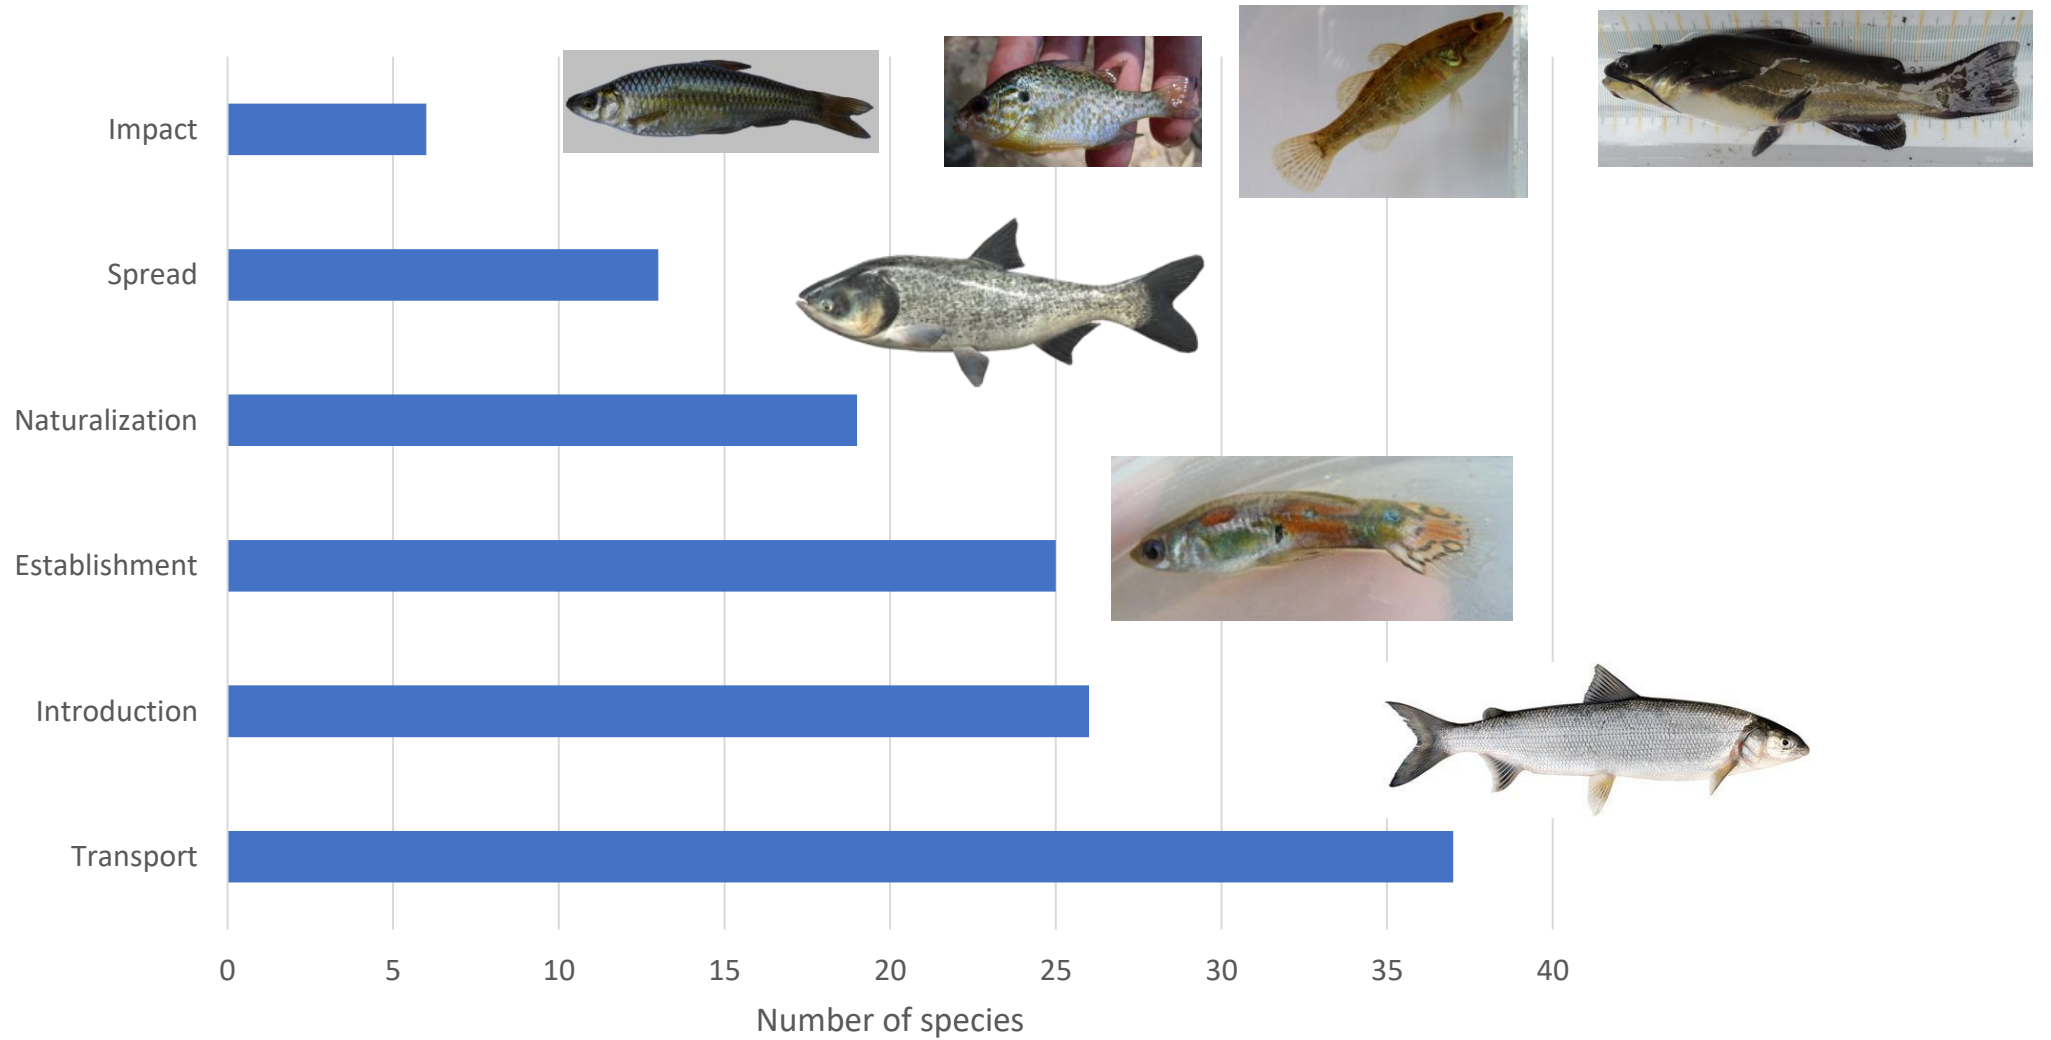 Impact
Spread
Naturalization
Establishment
Introduction
Transport
0 5 10 15 20 25 30 35 40
Number of species